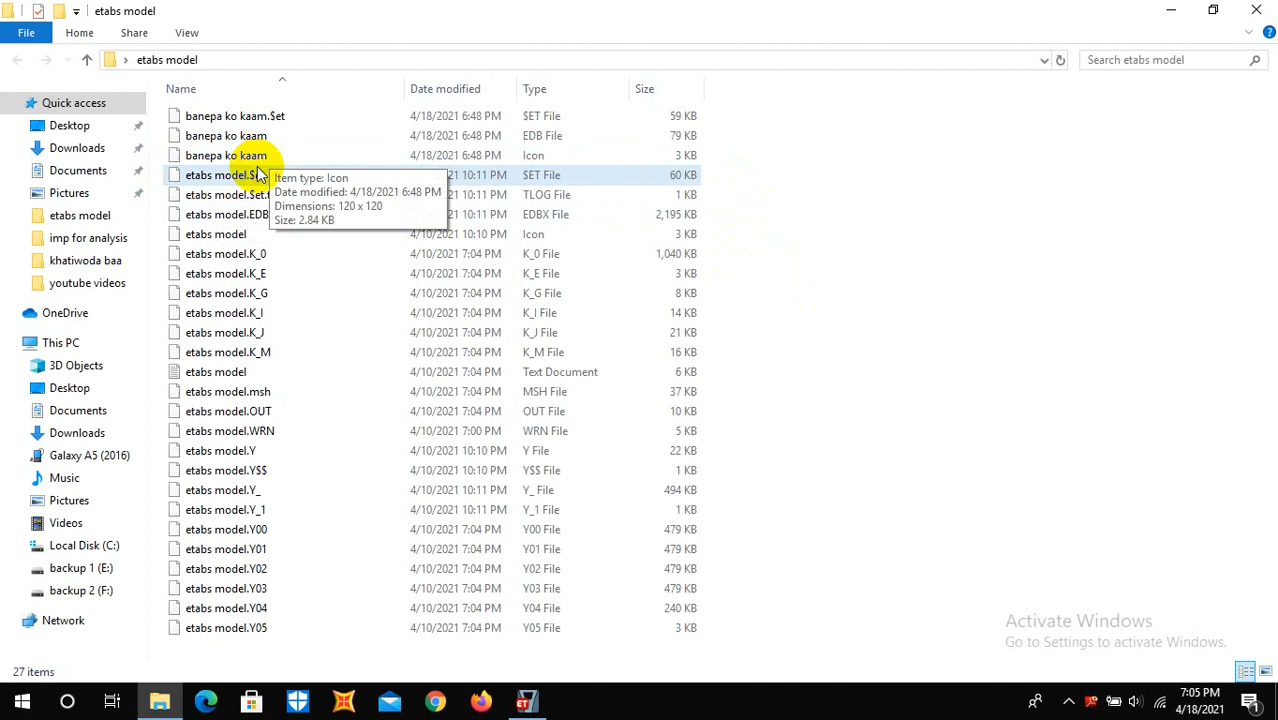 etabs model
File Home Share View
etabs model
Search etabs model
Name Date modified Type Size
Quick access
Desktop
Downloads
Documents
Pictures
etabs model
imp for analysis
khatiwoda baa
youtube videos
OneDrive
This PC
3D Objects
Desktop
Documents
Downloads
Galaxy A5 (2016)
Music
Pictures
Videos
Local Disk (C:)
backup 1 (E:)
backup 2 (F:)
Network
banepa ko kaam.$et 4/18/2021 6:48 PM $ET File 59 KB
banepa ko kaam 4/18/2021 6:48 PM EDB File 79 KB
banepa ko kaam 4/18/2021 6:48 PM Icon 3 KB
etabs model. 10:11 PM $ET File 60 KB
etabs model.$et. 10:11 PM TLOG File 1 KB
etabs model.EDB 10:11 PM EDBX File 2,195 KB
etabs model 4/10/2021 10:10 PM Icon 3 KB
etabs model.K_0 4/10/2021 7:04 PM K_0 File 1,040 KB
etabs model.K_E 4/10/2021 7:04 PM K_E File 3 KB
etabs model.K_G 4/10/2021 7:04 PM K_G File 8 KB
etabs model.K_I 4/10/2021 7:04 PM K_I File 14 KB
etabs model.K_J 4/10/2021 7:04 PM K_J File 21 KB
etabs model.K_M 4/10/2021 7:04 PM K_M File 16 KB
etabs model 4/10/2021 7:04 PM Text Document 6 KB
etabs model.msh 4/10/2021 7:04 PM MSH File 37 KB
etabs model.OUT 4/10/2021 7:04 PM OUT File 10 KB
etabs model.WRN 4/10/2021 7:00 PM WRN File 5 KB
etabs model.Y 4/10/2021 10:10 PM Y File 22 KB
etabs model.Y$$ 4/10/2021 10:10 PM Y$$ File 1 KB
etabs model.Y_ 4/10/2021 10:11 PM Y_ File 494 KB
etabs model.Y_1 4/10/2021 10:11 PM Y_1 File 1 KB
etabs model.Y00 4/10/2021 7:04 PM Y00 File 479 KB
etabs model.Y01 4/10/2021 7:04 PM Y01 File 479 KB
etabs model.Y02 4/10/2021 7:04 PM Y02 File 479 KB
etabs model.Y03 4/10/2021 7:04 PM Y03 File 479 KB
etabs model.Y04 4/10/2021 7:04 PM Y04 File 240 KB
etabs model.Y05 4/10/2021 7:04 PM Y05 File 3 KB
Item type: Icon
Date modified: 4/18/2021 6:48 PM
Dimensions: 120 x 120
Size: 2.84 KB
Activate Windows
Go to Settings to activate Windows.
27 items
ET
7:05 PM
4/18/2021
1